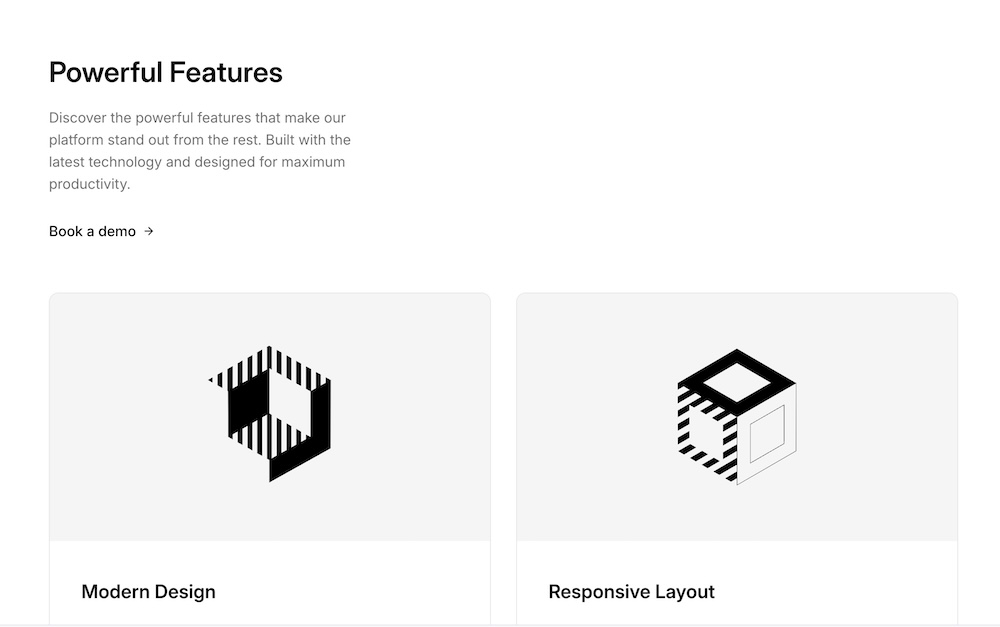 Powerful Features
Discover the powerful features that make our
platform stand out from the rest. Built with the
latest technology and designed for maximum
productivity.
Book a demo →
Modern Design
Responsive Layout